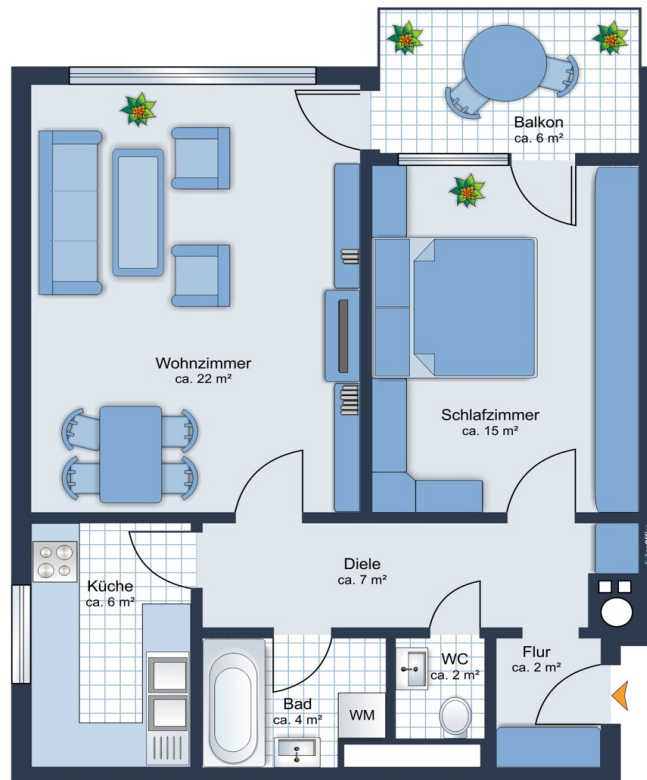 Balkon
ca. 6 m²
Wohnzimmer
ca. 22 m²
Schlafzimmer
ca. 15 m²
Diele
ca. 7 m²
Küche
ca. 6 m²
WC
ca. 2 m²
Flur
ca. 2 m²
Bad
ca. 4 m²
WM